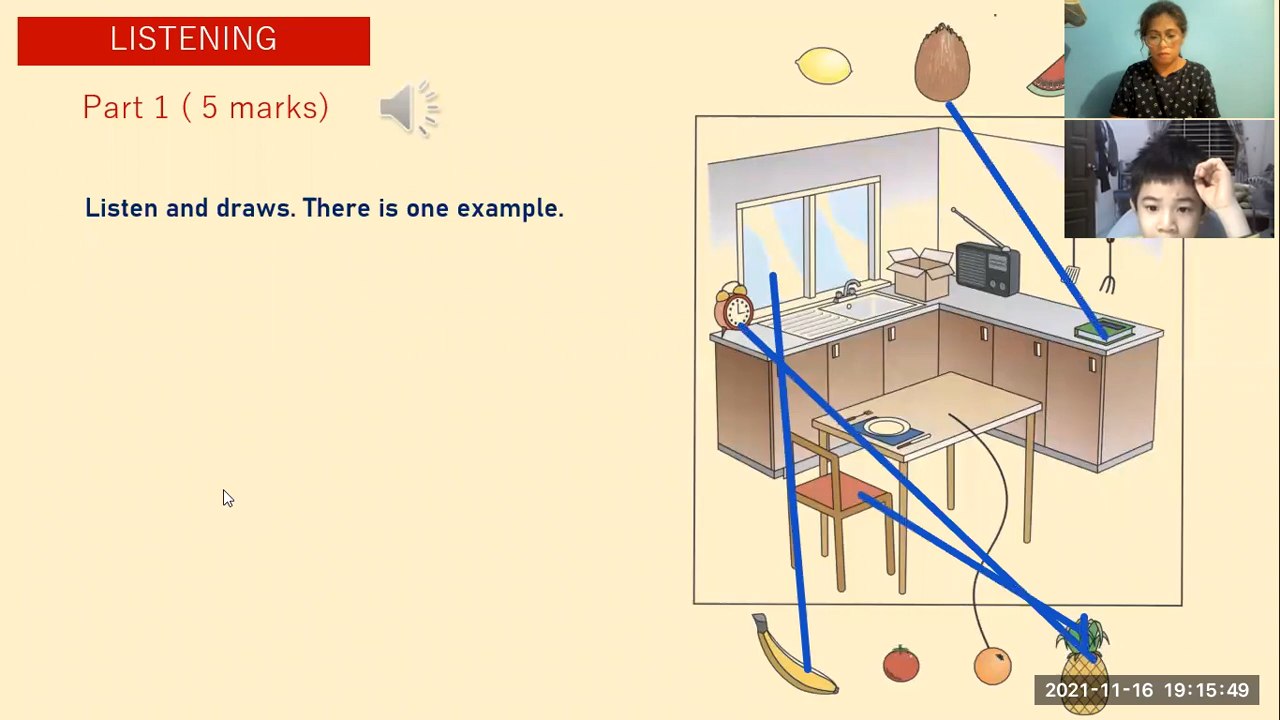 LISTENING
Part 1 ( 5 marks)
Listen and draws. There is one example.
2021-11-16 19:15:49